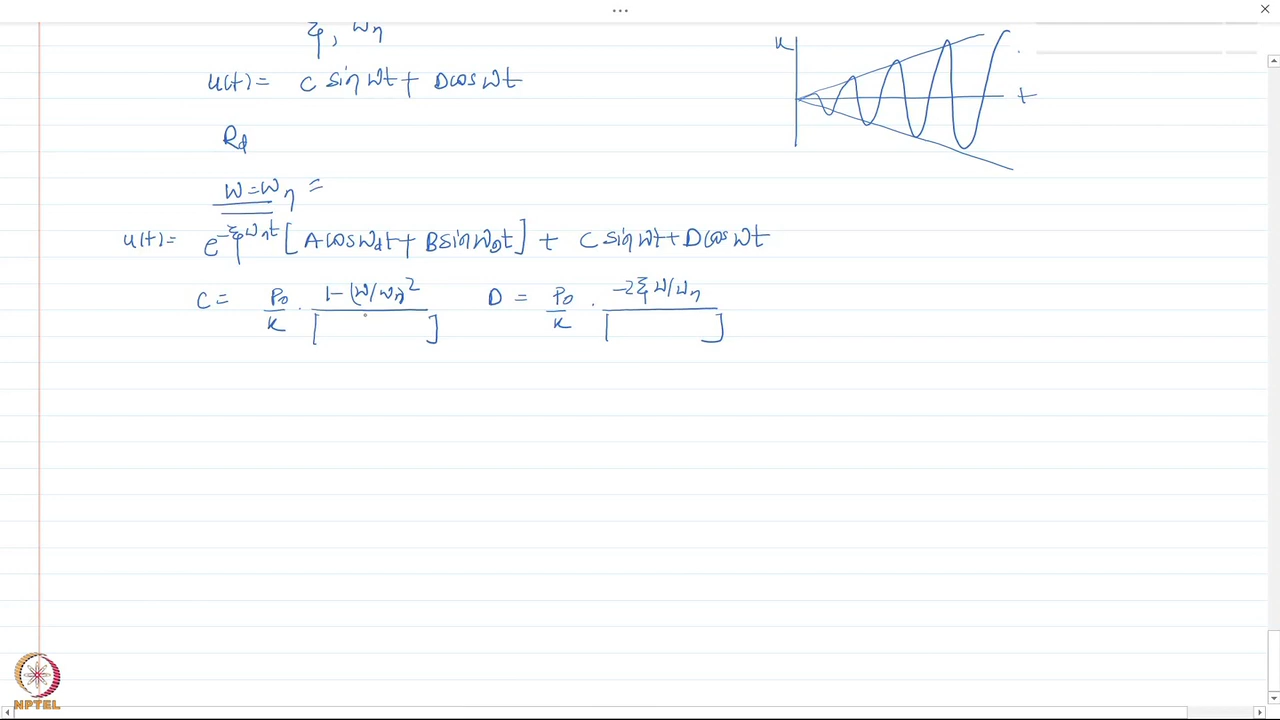 ξ, ωn
u(t) = C sin ωt + D cos ωt
Rd
ω = ωn =
u(t) = e^-ξωnt [A cos ωdt + B sin ωDt] + C sin ωt + D cos ωt
C = P0/K · 1-(ω/ωn)^2/[ ] D = P0/K · -2ξω/ωn/[ ]
u
t
NPTEL